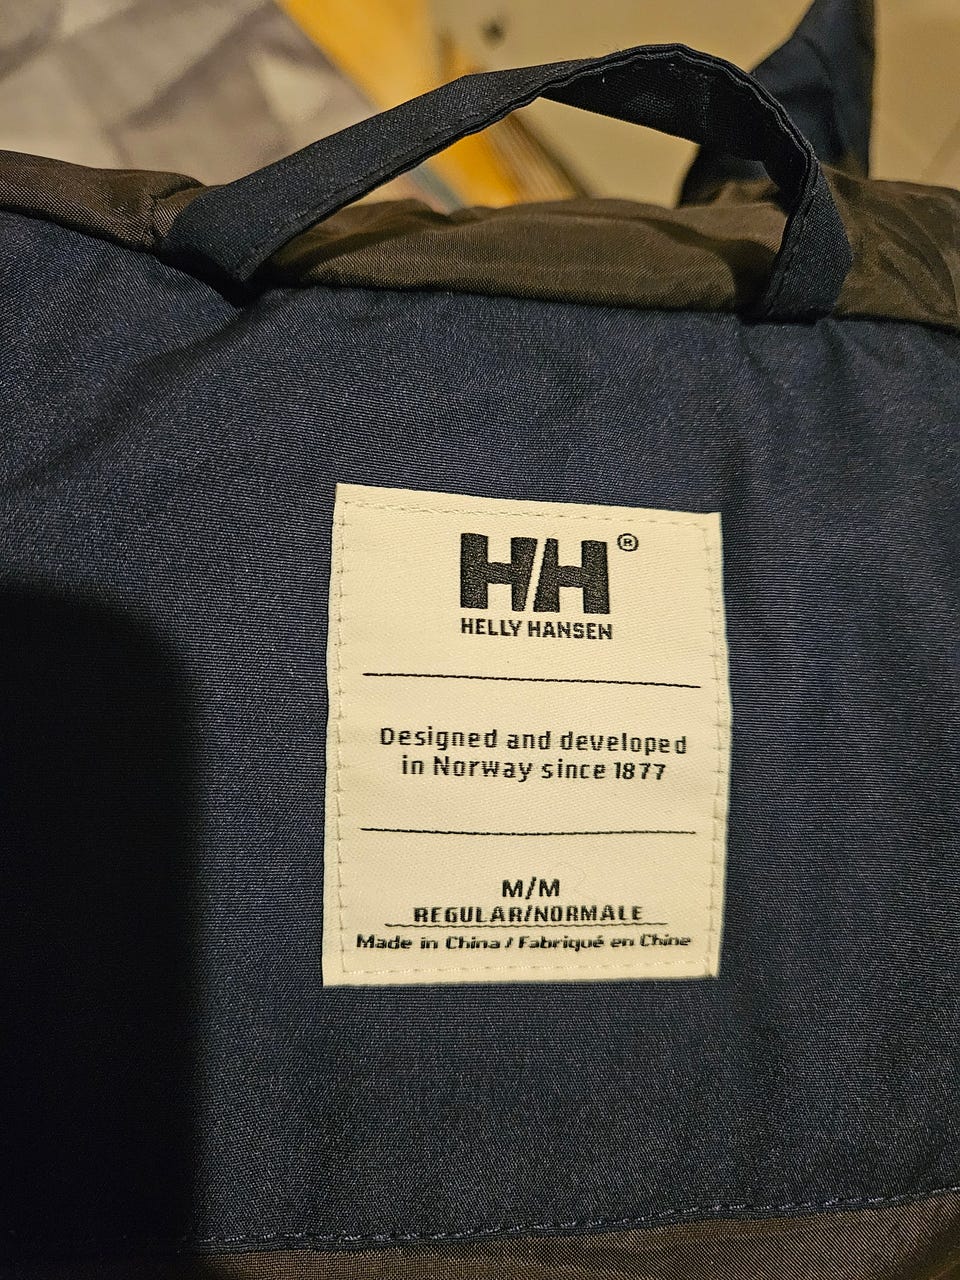 HH®
HELLY HANSEN
Designed and developed
in Norway since 1877
M/M
REGULAR/NORMALE
Made in China / Fabriqué en Chine